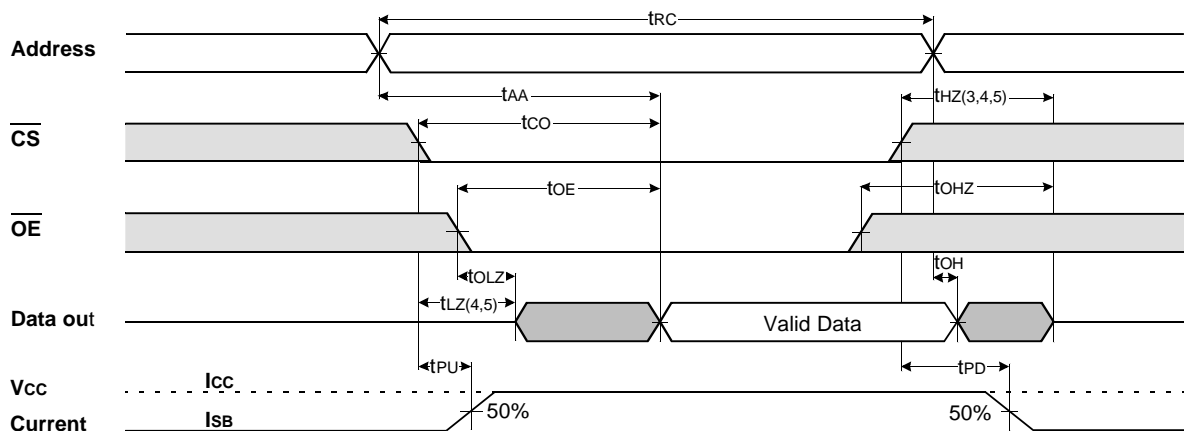 tRC
Address
tAA
tHZ(3,4,5)
tCO
CS
tOE
tOHZ
OE
tOH
tOLZ
tLZ(4,5)
Data out
Valid Data
tPU
tPD
VCC ICC
50% 50%
Current ISB